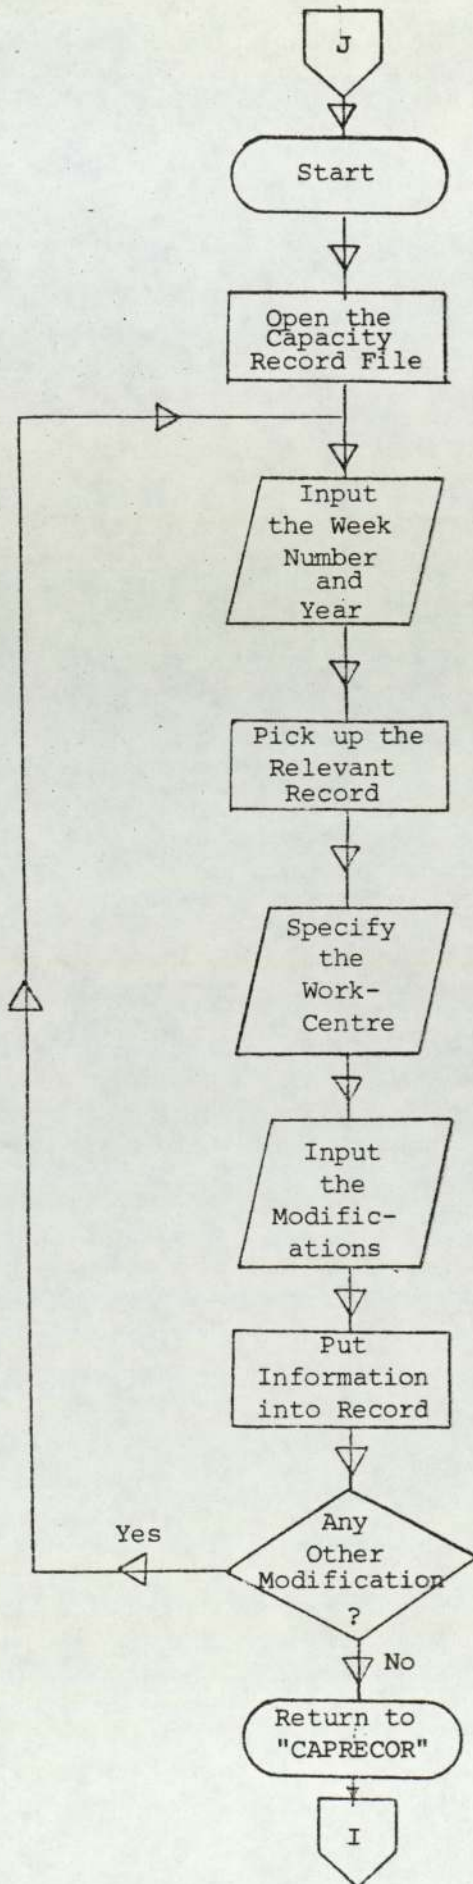 J
Start
Open the
Capacity
Record File
Input
the Week
Number
and
Year
Pick up the
Relevant
Record
Specify
the
Work-
Centre
Input
the
Modific-
ations
Put
Information
into Record
Any
Other
Modification
?
Yes
No
Return to
"CAPRECOR"
I